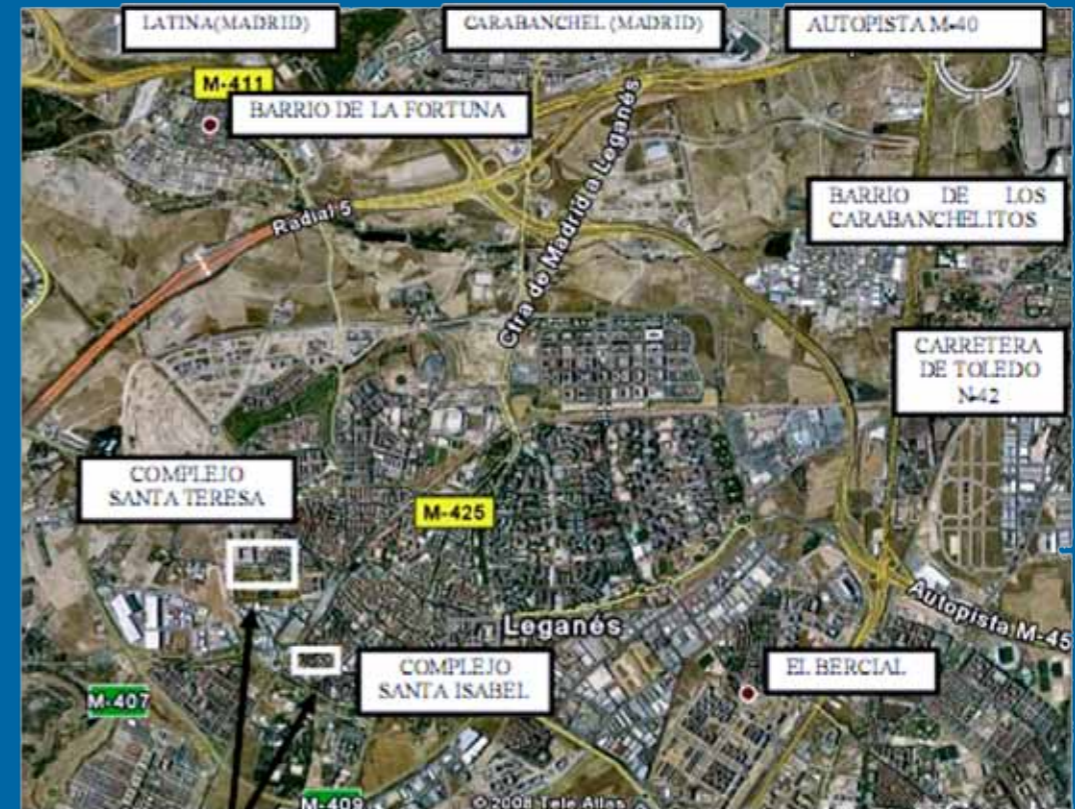 LATINA(MADRID)
CARABANCHEL (MADRID)
AUTOPISTA M-40
M-411
BARRIO DE LA FORTUNA
BARRIO DE LOS
CARABANCHELITOS
Radial 5
Ctra de Madrid a Leganés
CARRETERA
DE TOLEDO
N-42
COMPLEJO
SANTA TERESA
M-425
Autopista M-45
Leganés
COMPLEJO
SANTA ISABEL
EL BERCIAL
M-407
M-409
© 2008 Tele Atlas